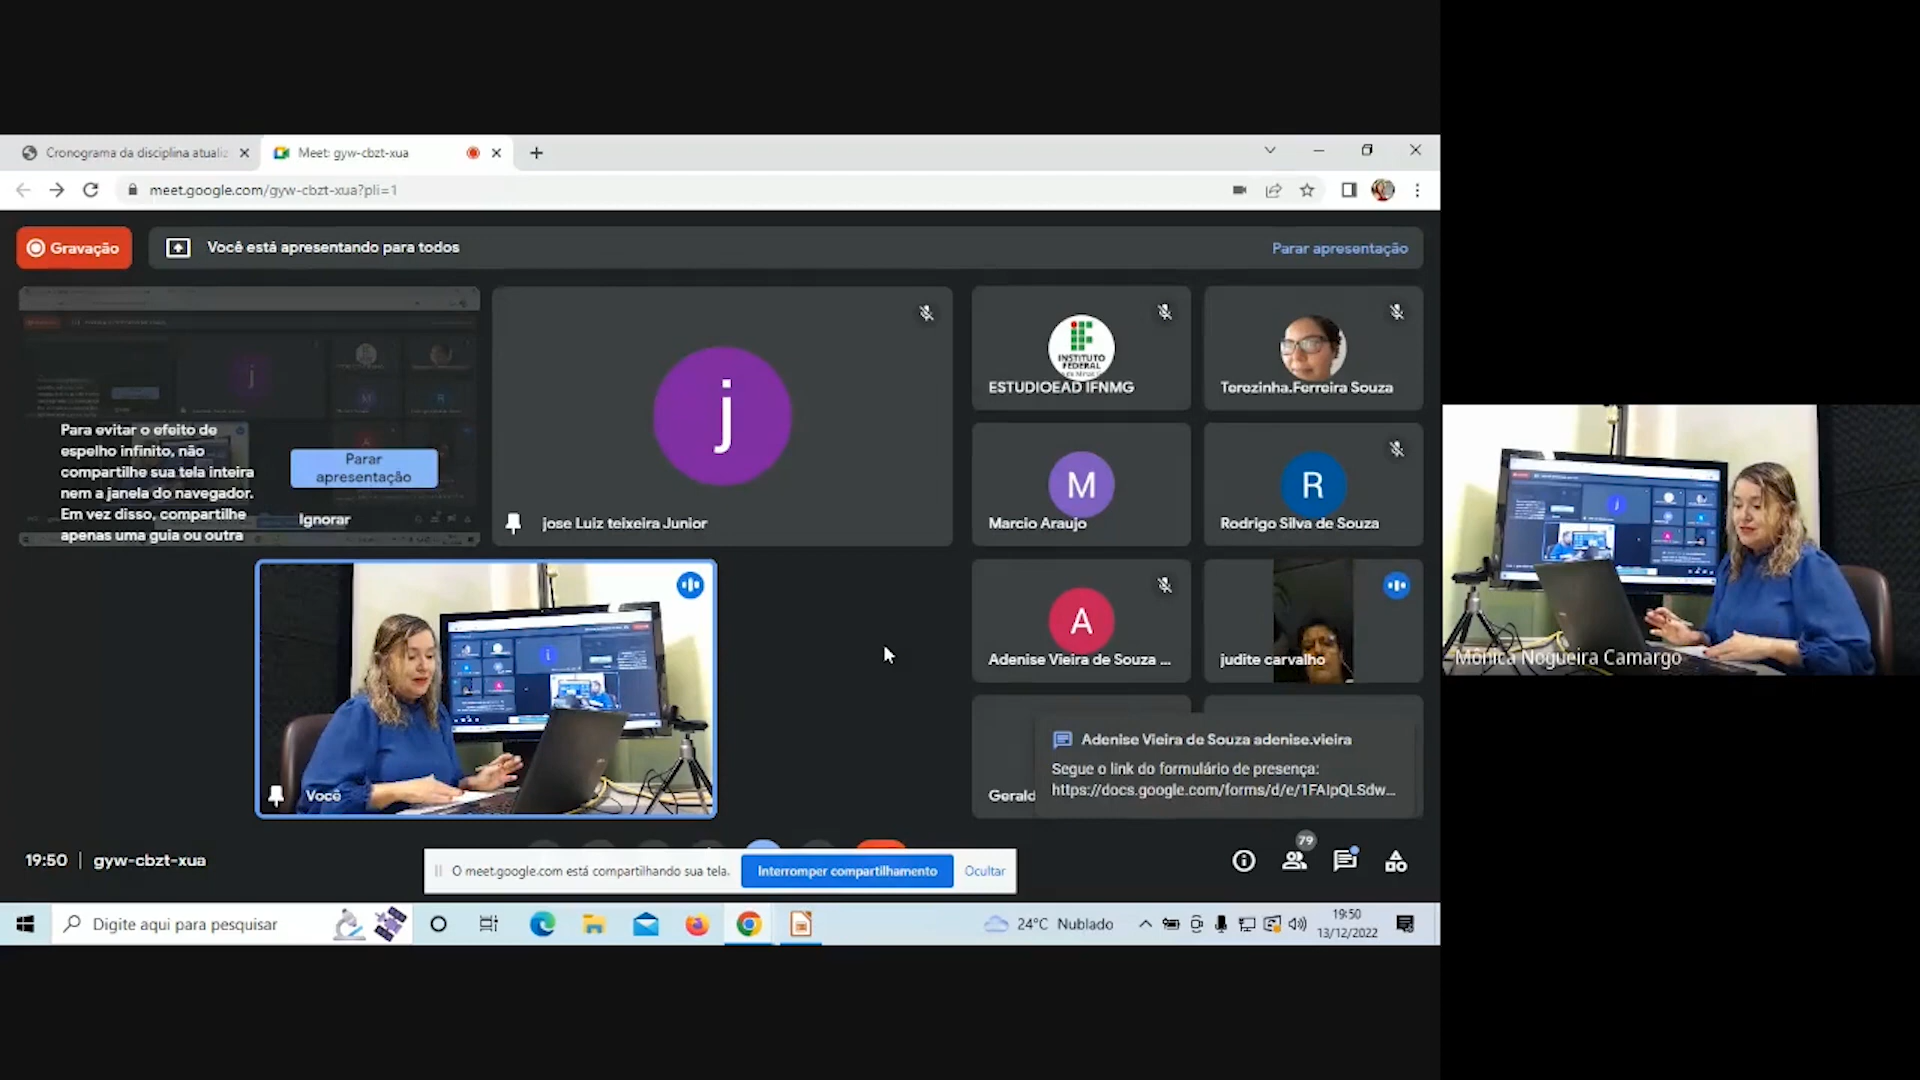 Cronograma da disciplina atualiz
Meet: gyw-cbzt-xua
meet.google.com/gyw-cbzt-xua?pli=1
Gravação
Você está apresentando para todos
Parar apresentação
Para evitar o efeito de
espelho infinito, não
compartilhe sua tela inteira
nem a janela do navegador.
Em vez disso, compartilhe
apenas uma guia ou outra
Parar
apresentação
Ignorar
j
jose Luiz teixeira Junior
INSTITUTO
FEDERAL
ESTUDIOEAD IFNMG
Terezinha.Ferreira Souza
M
Marcio Araujo
R
Rodrigo Silva de Souza
A
Adenise Vieira de Souza ...
judite carvalho
Gerald
Adenise Vieira de Souza adenise.vieira
Segue o link do formulário de presença:
https://docs.google.com/forms/d/e/1FAIpQLSdw...
Você
Mônica Nogueira Camargo
19:50 | gyw-cbzt-xua
O meet.google.com está compartilhando sua tela.
Interromper compartilhamento
Ocultar
79
Digite aqui para pesquisar
24°C Nublado
19:50
13/12/2022